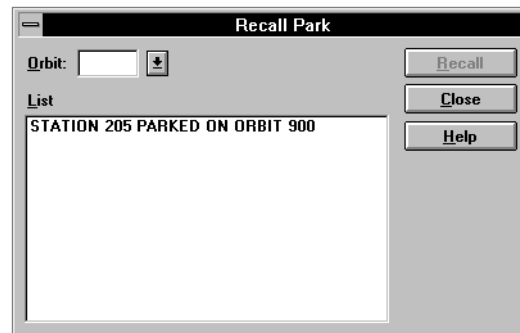 Recall Park
Orbit:
Recall
List
Close
STATION 205 PARKED ON ORBIT 900
Help